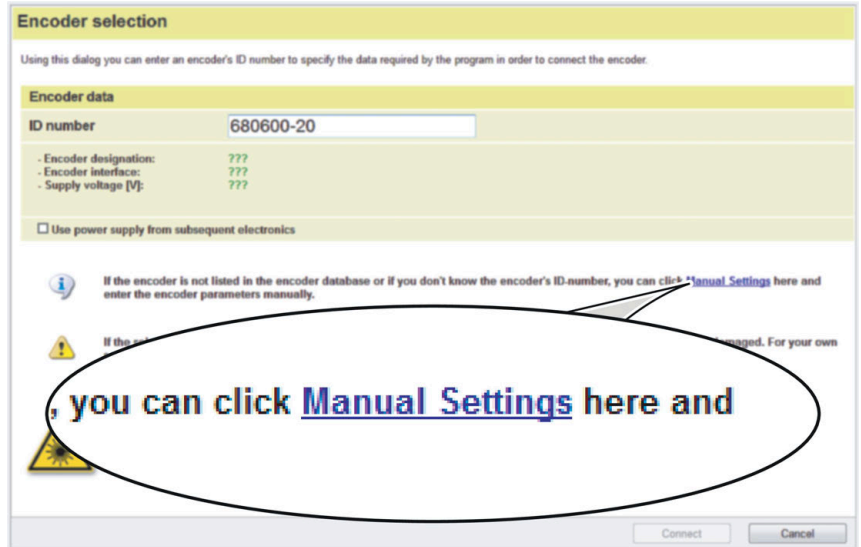 Encoder selection
Using this dialog you can enter an encoder's ID number to specify the data required by the program in order to connect the encoder.
Encoder data
ID number 680600-20
- Encoder designation: ???
- Encoder interface: ???
- Supply voltage [V]: ???
Use power supply from subsequent electronics
If the encoder is not listed in the encoder database or if you don't know the encoder's ID-number, you can click Manual Settings here and
enter the encoder parameters manually.
If the damaged. For your own
, you can click Manual Settings here and
Connect Cancel